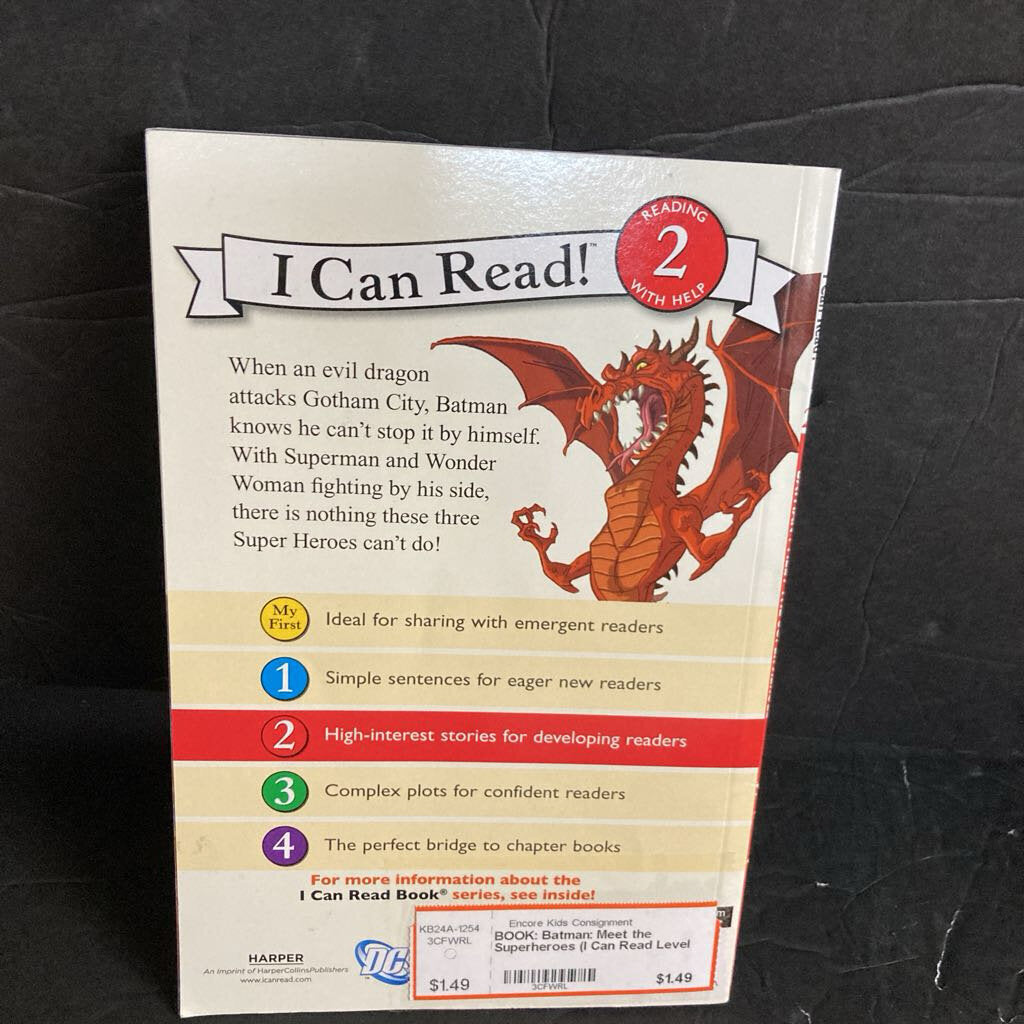 I Can Read!™
READING
2
WITH HELP
When an evil dragon
attacks Gotham City, Batman
knows he can't stop it by himself.
With Superman and Wonder
Woman fighting by his side,
there is nothing these three
Super Heroes can't do!
My First Ideal for sharing with emergent readers
1 Simple sentences for eager new readers
2 High-interest stories for developing readers
3 Complex plots for confident readers
4 The perfect bridge to chapter books
For more information about the
I Can Read Book® series, see inside!
HARPER
An Imprint of HarperCollinsPublishers
www.icanread.com
DC
KB24A-1254
3CFWRL
$1.49
Encore Kids Consignment
BOOK: Batman: Meet the
Superheroes (I Can Read Level
3CFWRL
$1.49